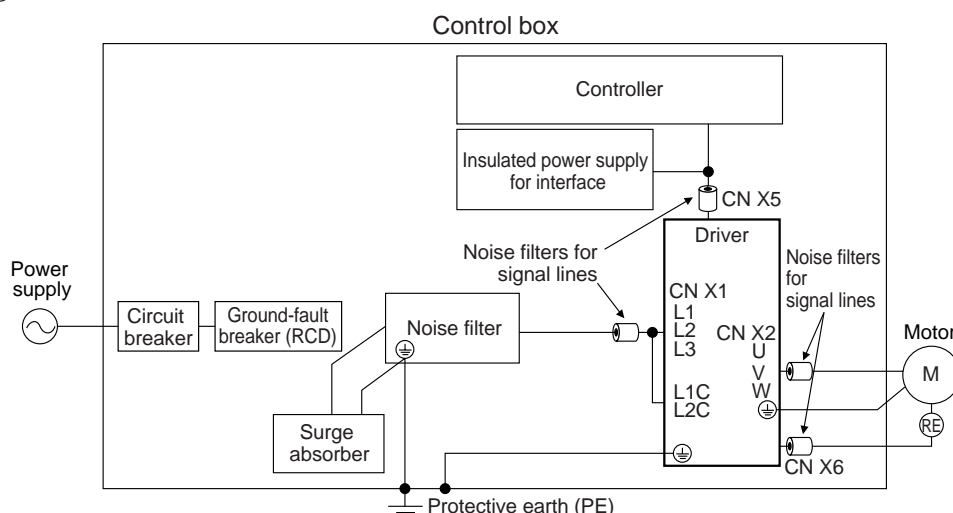 Control box
Controller
Insulated power supply
for interface
CN X5
Driver
Noise filters for
signal lines
Noise filters
for
signal lines
Power
supply
Circuit
breaker
Ground-fault
breaker (RCD)
Noise filter
CN X1
L1
L2
L3
CN X2
U
V
W
Motor
M
L1C
L2C
RE
Surge
absorber
CN X6
Protective earth (PE)